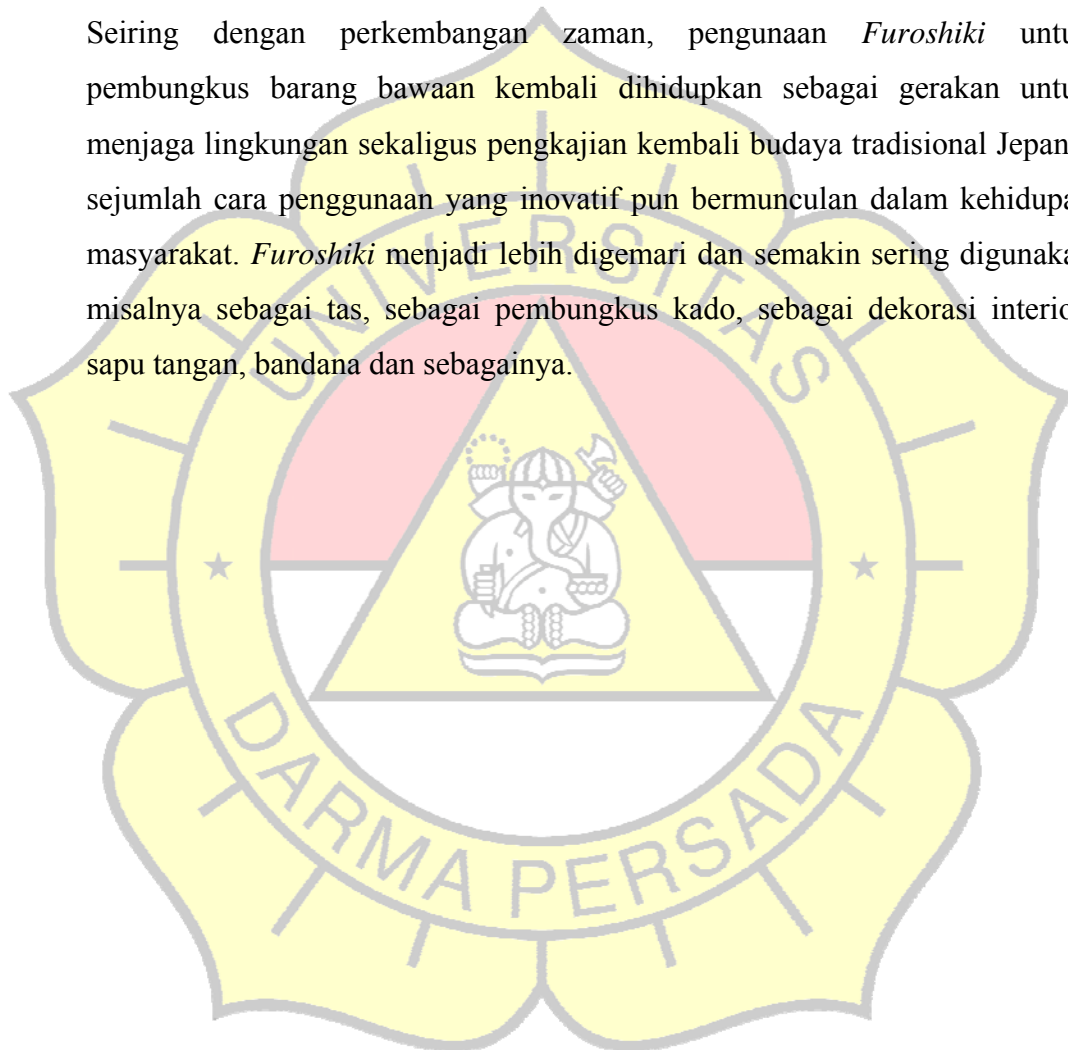 Seiring dengan perkembangan zaman, pengunaan Furoshiki untu
pembungkus barang bawaan kembali dihidupkan sebagai gerakan untu
menjaga lingkungan sekaligus pengkajian kembali budaya tradisional Jepan
sejumlah cara penggunaan yang inovatif pun bermunculan dalam kehidupa
masyarakat. Furoshiki menjadi lebih digemari dan semakin sering digunaka
misalnya sebagai tas, sebagai pembungkus kado, sebagai dekorasi interio
sapu tangan, bandana dan sebagainya.
UNIVERSITAS
DARMA PERSADA